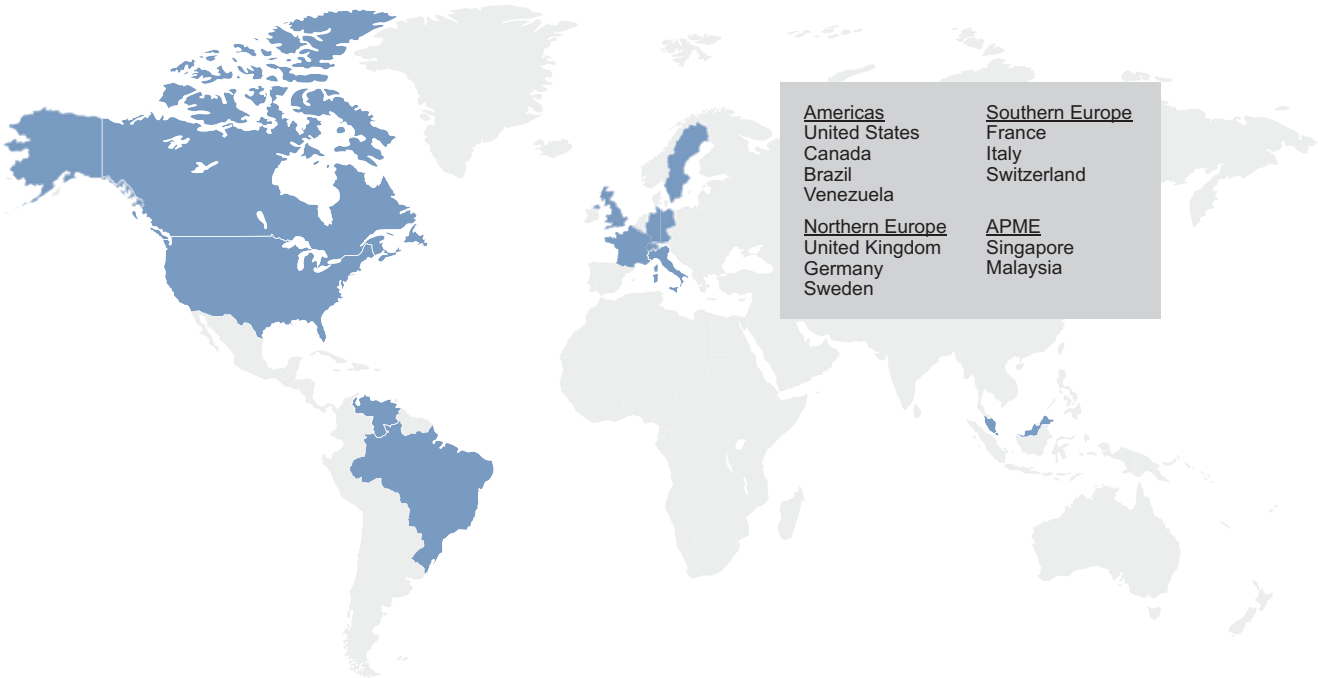 Americas
United States
Canada
Brazil
Venezuela
Southern Europe
France
Italy
Switzerland
Northern Europe
United Kingdom
Germany
Sweden
APME
Singapore
Malaysia